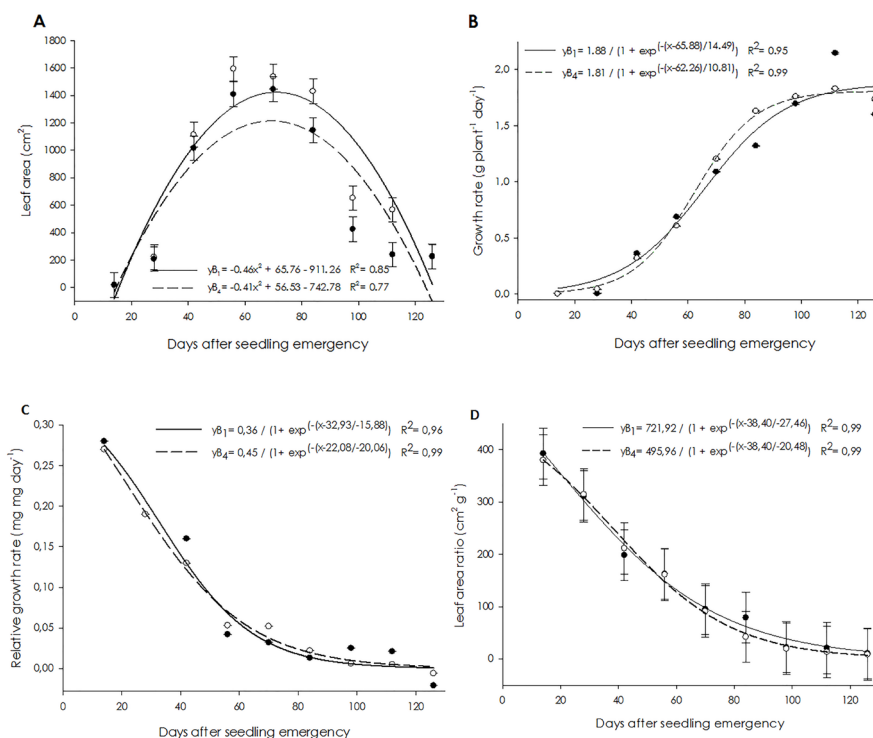 A
1800
1600
1400
1200
1000
800
600
400
200
0
Leaf area (cm²)
yB₁= -0.46x² + 65.76 - 911.26 R²= 0.85
yB₄= -0.41x² + 56.53 - 742.78 R²= 0.77
0 20 40 60 80 100 120
Days after seedling emergency
B
yB₁= 1.88 / (1 + exp(-(x-65.88)/14.49)) R²= 0.95
yB₄= 1.81 / (1 + exp(-(x-62.26)/10.81)) R²= 0.99
2.0
1.5
1.0
0.5
0.0
Growth rate (g plant⁻¹ day⁻¹)
0 20 40 60 80 100 120
Days after seedling emergency
C
yB₁= 0,36 / (1+ exp(-(x-32,93/-15,88) R²= 0,96
yB₄= 0,45 / (1+ exp(-(x-22,08/-20,06) R²= 0,99
0,30
0,25
0,20
0,15
0,10
0,05
0,00
Relative growth rate (mg mg day⁻¹)
0 20 40 60 80 100 120
Days after seedling emergency
D
yB₁= 721,92 / (1 + exp(-(x-38,40/-27,46) R²= 0,99
yB₄= 495,96 / (1 + exp(-(x-38,40/-20,48) R²= 0,99
400
300
200
100
0
Leaf area ratio (cm² g⁻¹)
0 20 40 60 80 100 120
Days after seedling emergency